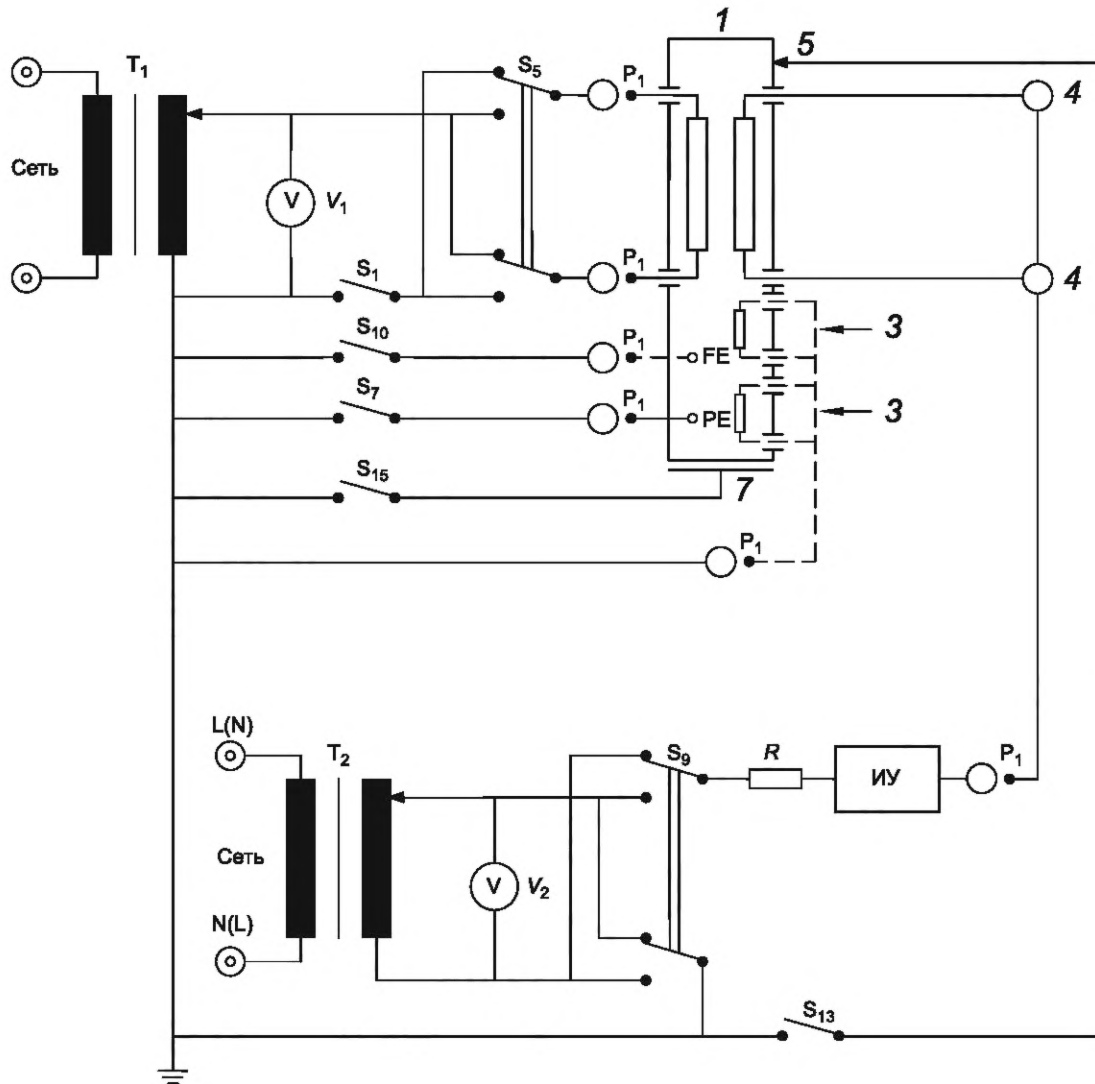 1
5
T₁
S₅
P₁
4
Сеть
V
V₁
S₁
P₁
4
S₁₀
P₁
FE
3
S₇
P₁
PE
3
S₁₅
7
P₁
L(N)
T₂
S₉
R
ИУ
P₁
Сеть
V
V₂
N(L)
S₁₃